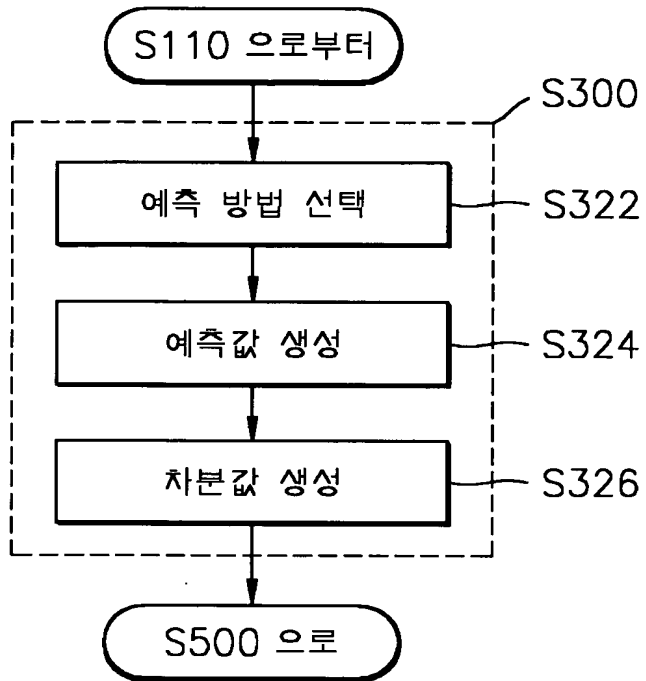 S110 으로부터
S300
예측 방법 선택
S322
예측값 생성
S324
차분값 생성
S326
S500 으로